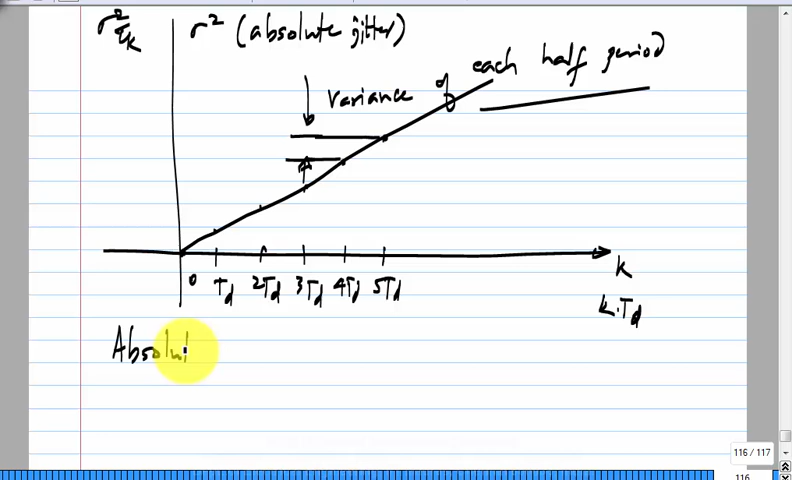 σ²τₖ σ² (absolute jitter)
variance of each half period
0 Td 2Td 3Td 4Td 5Td
k
k.Td
Absolu
116 / 117
116